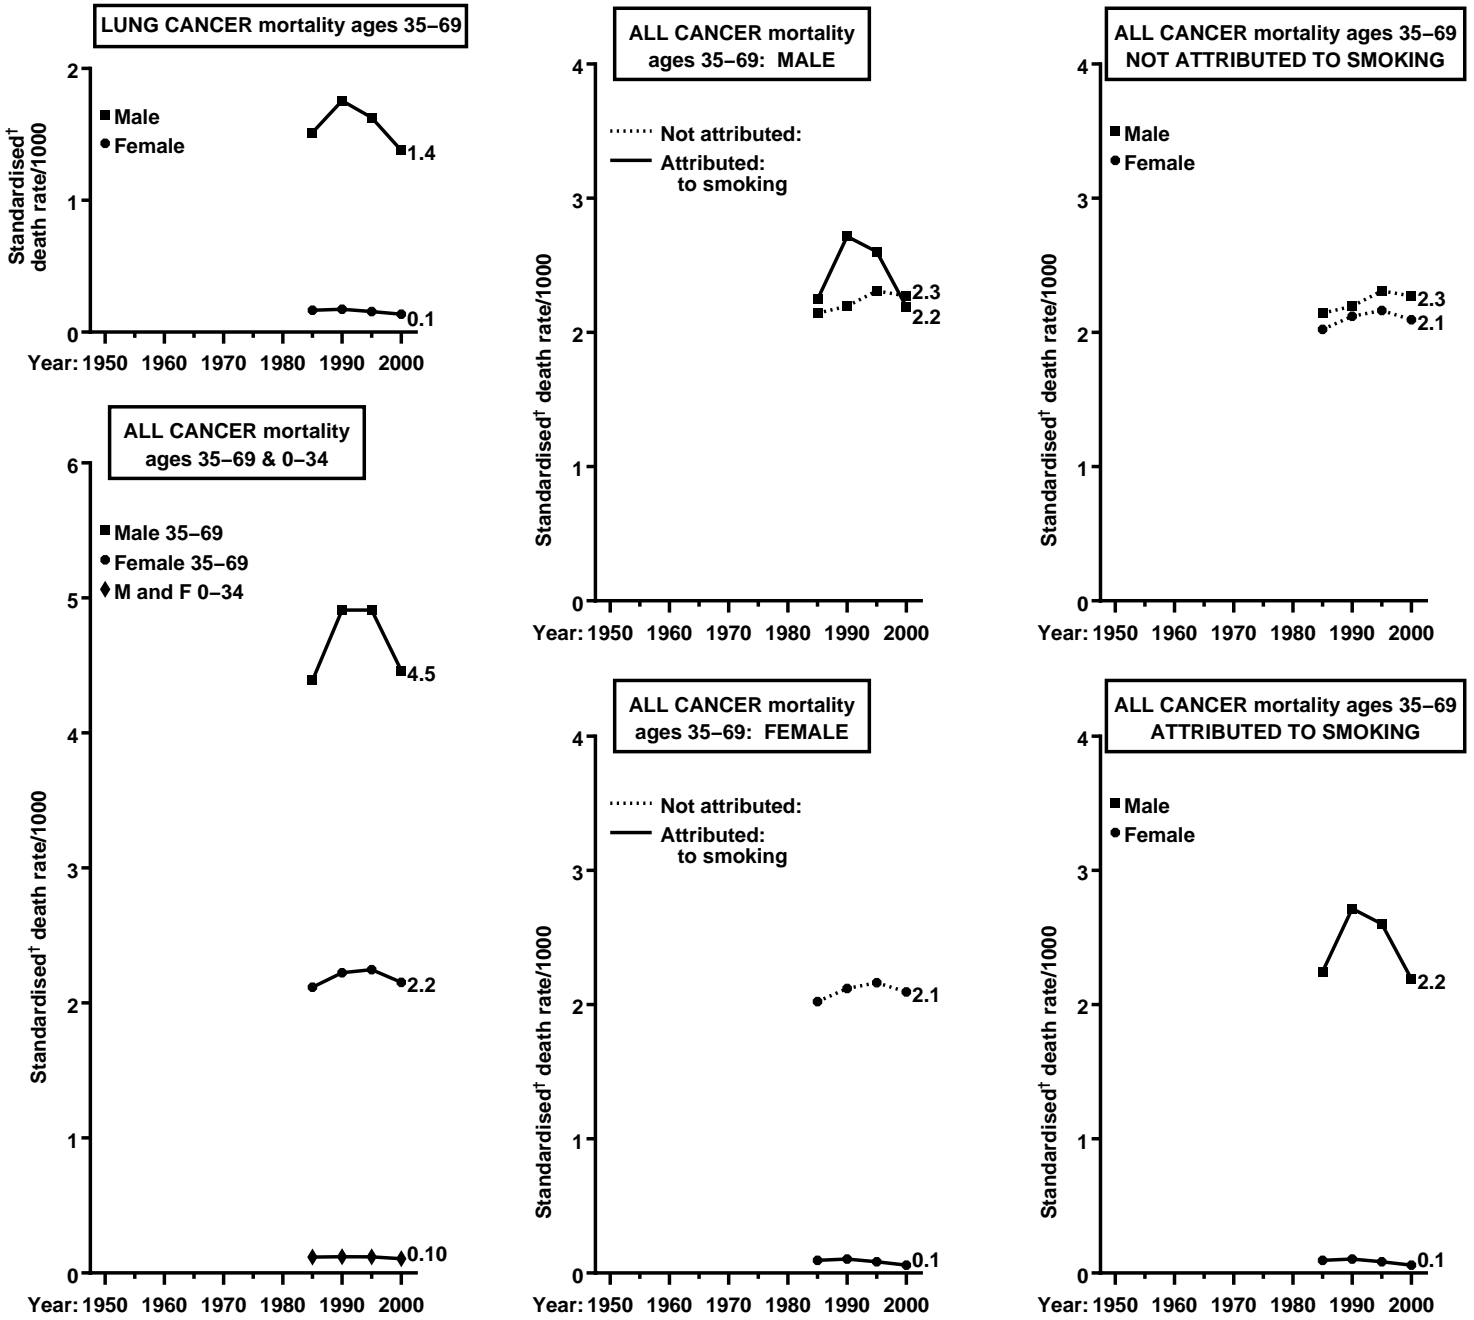 LUNG CANCER mortality ages 35–69
2
1
0
Standardised†
death rate/1000
Male
Female
1.4
0.1
Year: 1950 1960 1970 1980 1990 2000
ALL CANCER mortality
ages 35–69 & 0–34
6
5
4
3
2
1
0
Standardised† death rate/1000
Male 35–69
Female 35–69
M and F 0–34
4.5
2.2
0.10
Year: 1950 1960 1970 1980 1990 2000
ALL CANCER mortality
ages 35–69: MALE
4
3
2
1
0
Standardised† death rate/1000
Not attributed:
Attributed:
to smoking
2.3
2.2
Year: 1950 1960 1970 1980 1990 2000
ALL CANCER mortality
ages 35–69: FEMALE
4
3
2
1
0
Standardised† death rate/1000
Not attributed:
Attributed:
to smoking
2.1
0.1
Year: 1950 1960 1970 1980 1990 2000
ALL CANCER mortality ages 35–69
NOT ATTRIBUTED TO SMOKING
4
3
2
1
0
Standardised† death rate/1000
Male
Female
2.3
2.1
Year: 1950 1960 1970 1980 1990 2000
ALL CANCER mortality ages 35–69
ATTRIBUTED TO SMOKING
4
3
2
1
0
Standardised† death rate/1000
Male
Female
2.2
0.1
Year: 1950 1960 1970 1980 1990 2000